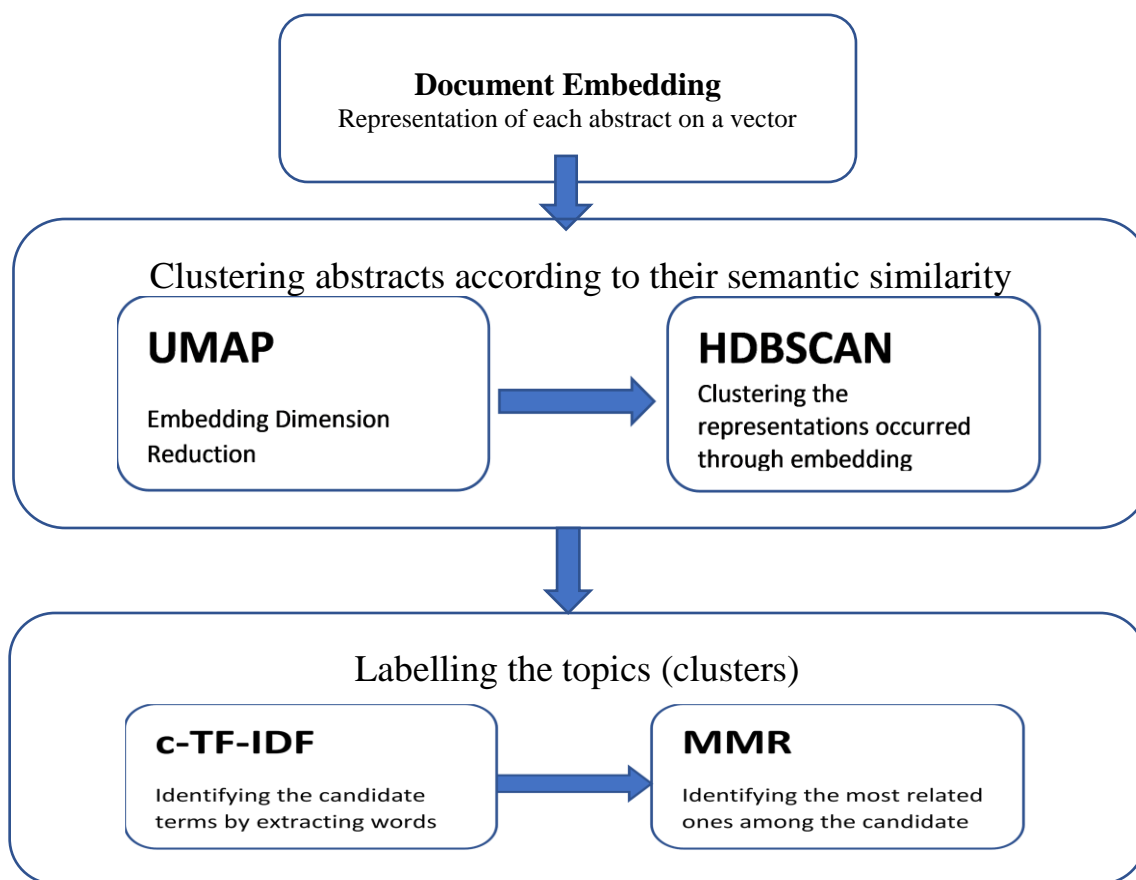 Document Embedding
Representation of each abstract on a vector
Clustering abstracts according to their semantic similarity
UMAP
Embedding Dimension
Reduction
HDBSCAN
Clustering the
representations occurred
through embedding
Labelling the topics (clusters)
c-TF-IDF
Identifying the candidate
terms by extracting words
MMR
Identifying the most related
ones among the candidate